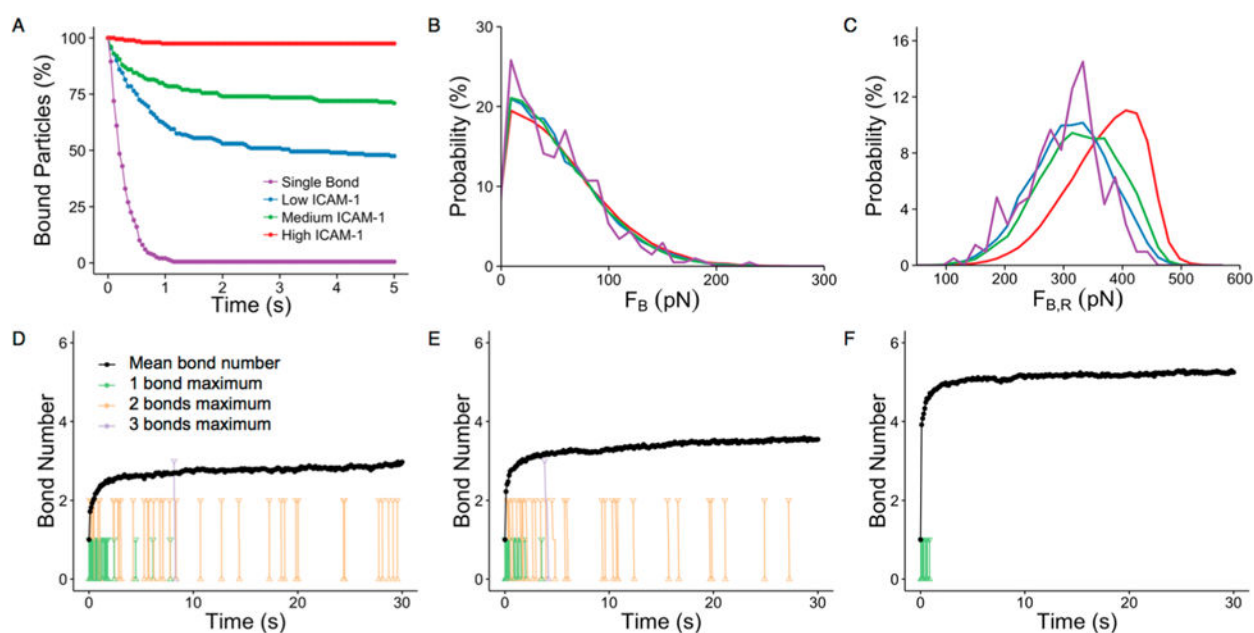 A
100
75
50
25
0
Bound Particles (%)
Single Bond
Low ICAM-1
Medium ICAM-1
High ICAM-1
0 1 2 3 4 5
Time (s)
B
30
20
10
0
Probability (%)
0 100 200 300
F_B (pN)
C
16
12
8
4
0
Probability (%)
100 200 300 400 500 600
F_B,R (pN)
D
6
4
2
0
Bond Number
Mean bond number
1 bond maximum
2 bonds maximum
3 bonds maximum
0 10 20 30
Time (s)
E
6
4
2
0
Bond Number
0 10 20 30
Time (s)
F
6
4
2
0
Bond Number
0 10 20 30
Time (s)